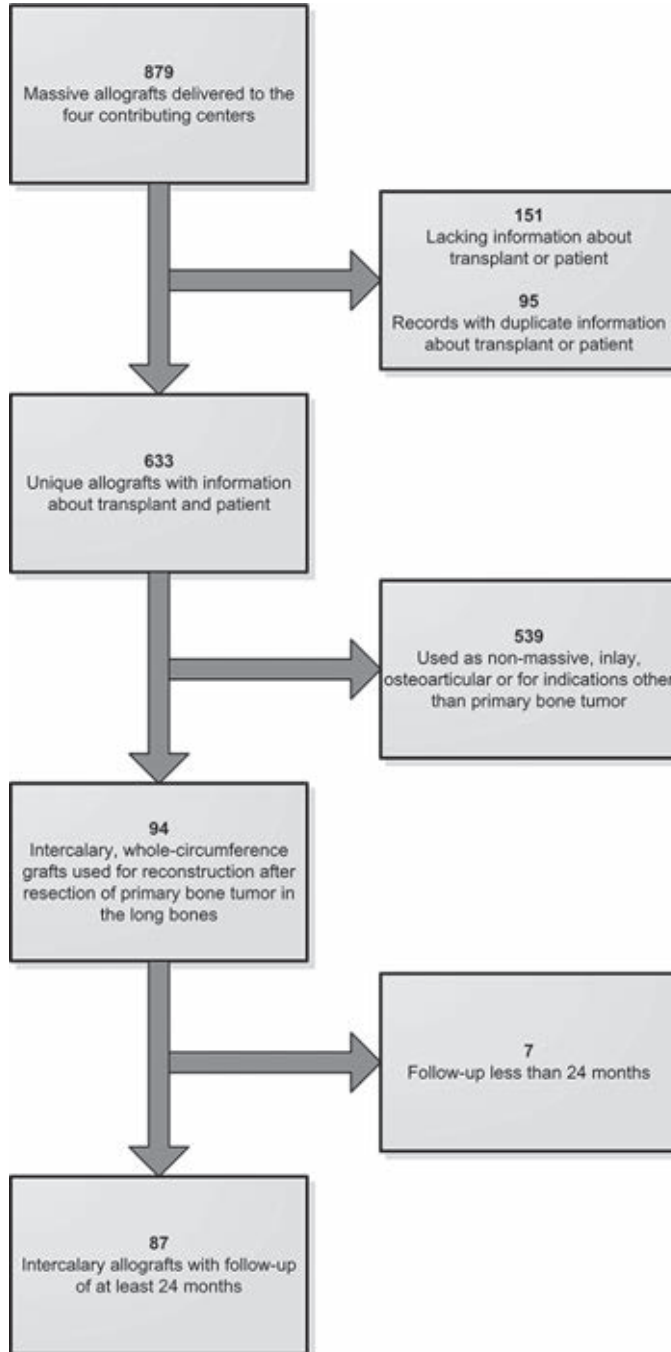 879
Massive allografts delivered to the
four contributing centers
151
Lacking information about
transplant or patient
95
Records with duplicate information
about transplant or patient
633
Unique allografts with information
about transplant and patient
539
Used as non-massive, inlay,
osteoarticular or for indications other
than primary bone tumor
94
Intercalary, whole-circumference
grafts used for reconstruction after
resection of primary bone tumor in
the long bones
7
Follow-up less than 24 months
87
Intercalary allografts with follow-up
of at least 24 months